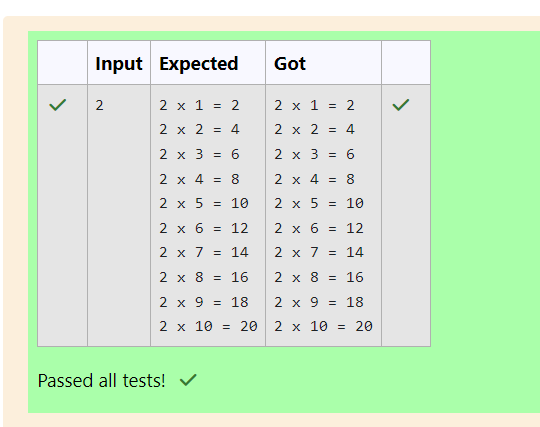 Input Expected Got
2 2 x 1 = 2 2 x 1 = 2
2 x 2 = 4 2 x 2 = 4
2 x 3 = 6 2 x 3 = 6
2 x 4 = 8 2 x 4 = 8
2 x 5 = 10 2 x 5 = 10
2 x 6 = 12 2 x 6 = 12
2 x 7 = 14 2 x 7 = 14
2 x 8 = 16 2 x 8 = 16
2 x 9 = 18 2 x 9 = 18
2 x 10 = 20 2 x 10 = 20
Passed all tests!